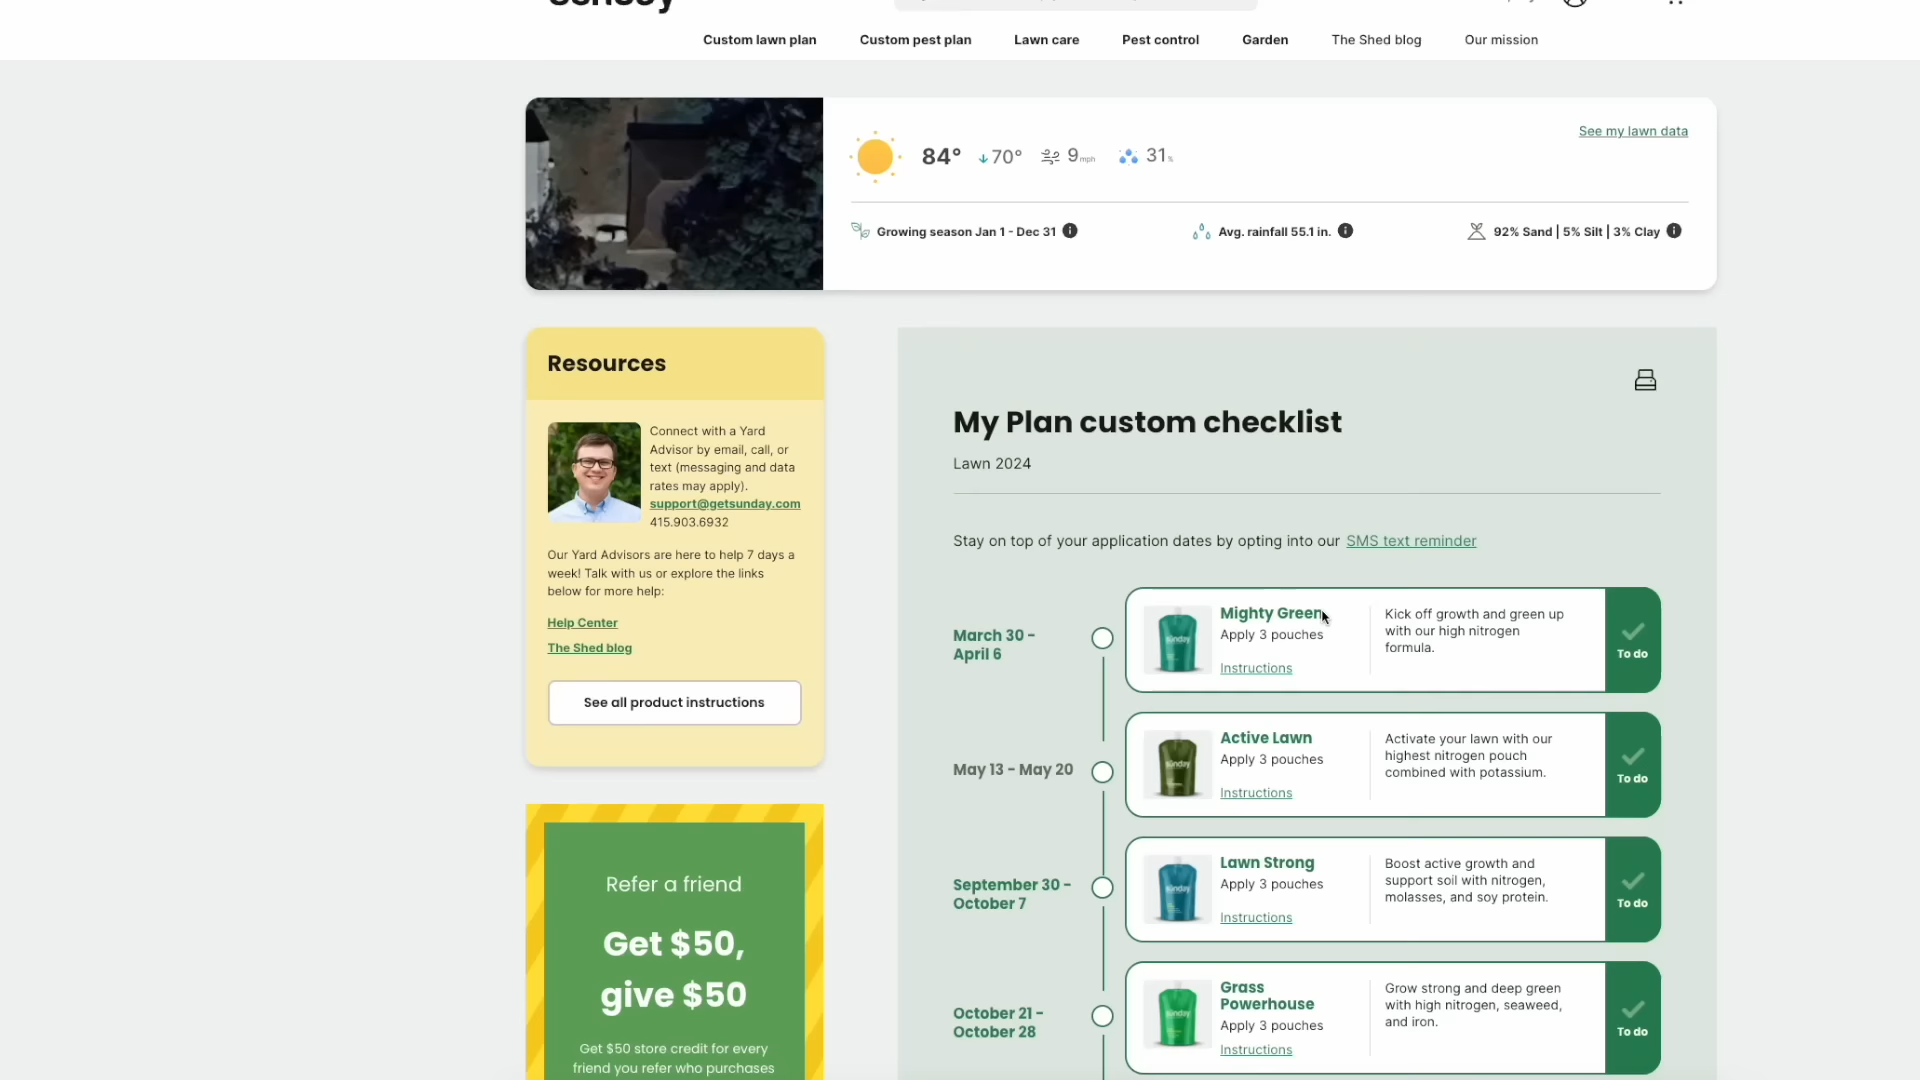 Custom lawn plan Custom pest plan Lawn care Pest control Garden The Shed blog Our mission
See my lawn data
84° 70° 9 mph 31 %
Growing season Jan 1 - Dec 31 Avg. rainfall 55.1 in. 92% Sand | 5% Silt | 3% Clay
Resources
Connect with a Yard
Advisor by email, call, or
text (messaging and data
rates may apply).
support@getsunday.com
415.903.6932
Our Yard Advisors are here to help 7 days a
week! Talk with us or explore the links
below for more help:
Help Center
The Shed blog
See all product instructions
Refer a friend
Get $50,
give $50
Get $50 store credit for every
friend you refer who purchases
My Plan custom checklist
Lawn 2024
Stay on top of your application dates by opting into our SMS text reminder
March 30 -
April 6
sunday
Mighty Green
Apply 3 pouches
Instructions
Kick off growth and green up
with our high nitrogen
formula.
To do
May 13 - May 20
sunday
Active Lawn
Apply 3 pouches
Instructions
Activate your lawn with our
highest nitrogen pouch
combined with potassium.
To do
September 30 -
October 7
sunday
Lawn Strong
Apply 3 pouches
Instructions
Boost active growth and
support soil with nitrogen,
molasses, and soy protein.
To do
October 21 -
October 28
sunday
Grass
Powerhouse
Apply 3 pouches
Instructions
Grow strong and deep green
with high nitrogen, seaweed,
and iron.
To do